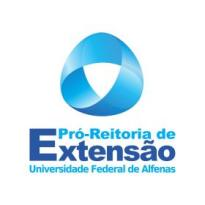 Pró-Reitoria de
Extensão
Universidade Federal de Alfenas